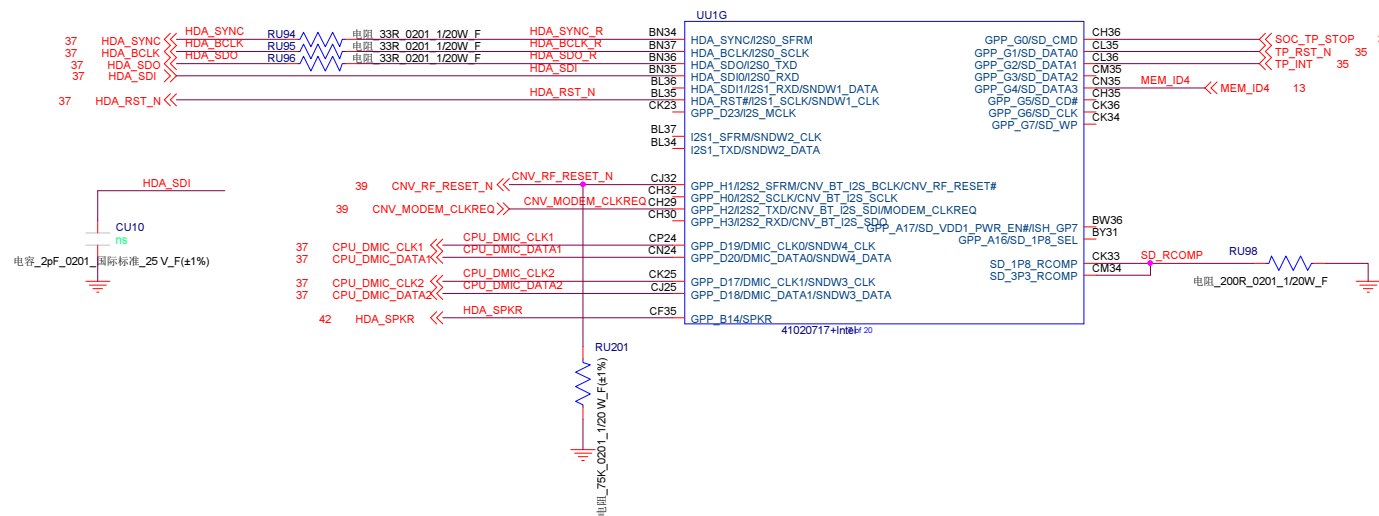 UU1G
37 HDA_SYNC HDA_SYNC RU94 电阻_33R_0201_1/20W_F HDA_SYNC_R BN34 HDA_SYNC/I2S0_SFRM
37 HDA_BCLK HDA_BCLK RU95 电阻_33R_0201_1/20W_F HDA_BCLK_R BN37 HDA_BCLK/I2S0_SCLK
37 HDA_SDO HDA_SDO RU96 电阻_33R_0201_1/20W_F HDA_SDO_R BN36 HDA_SDO/I2S0_TXD
37 HDA_SDI HDA_SDI BN35 HDA_SDI0/I2S0_RXD
BL36 HDA_SDI1/I2S1_RXD/SNDW1_DATA
37 HDA_RST_N HDA_RST_N BL35 HDA_RST#/I2S1_SCLK/SNDW1_CLK
CK23 GPP_D23/I2S_MCLK
BL37 I2S1_SFRM/SNDW2_CLK
BL34 I2S1_TXD/SNDW2_DATA
39 CNV_RF_RESET_N CNV_RF_RESET_N CJ32 GPP_H1/I2S2_SFRM/CNV_BT_I2S_BCLK/CNV_RF_RESET#
CH32 GPP_H0/I2S2_SCLK/CNV_BT_I2S_SCLK
39 CNV_MODEM_CLKREQ CNV_MODEM_CLKREQ CH29 GPP_H2/I2S2_TXD/CNV_BT_I2S_SDI/MODEM_CLKREQ
CH30 GPP_H3/I2S2_RXD/CNV_BT_I2S_SDO
37 CPU_DMIC_CLK1 CPU_DMIC_CLK1 CP24 GPP_D19/DMIC_CLK0/SNDW4_CLK
37 CPU_DMIC_DATA1 CPU_DMIC_DATA1 CN24 GPP_D20/DMIC_DATA0/SNDW4_DATA
37 CPU_DMIC_CLK2 CPU_DMIC_CLK2 CK25 GPP_D17/DMIC_CLK1/SNDW3_CLK
37 CPU_DMIC_DATA2 CPU_DMIC_DATA2 CJ25 GPP_D18/DMIC_DATA1/SNDW3_DATA
42 HDA_SPKR HDA_SPKR CF35 GPP_B14/SPKR
GPP_G0/SD_CMD CH36 SOC_TP_STOP
GPP_G1/SD_DATA0 CL35 TP_RST_N 35
GPP_G2/SD_DATA1 CL36 TP_INT 35
GPP_G3/SD_DATA2 CM35
GPP_G4/SD_DATA3 CN35 MEM_ID4 MEM_ID4 13
GPP_G5/SD_CD# CH35
GPP_G6/SD_CLK CK36
GPP_G7/SD_WP CK34
GPP_A17/SD_VDD1_PWR_EN#/ISH_GP7 BW36
GPP_A16/SD_1P8_SEL BY31
SD_1P8_RCOMP CK33 SD_RCOMP RU98
SD_3P3_RCOMP CM34
电阻_200R_0201_1/20W_F
41020717+Intel of 20
HDA_SDI
CU10
ns
电容_2pF_0201_国际标准_25 V_F(±1%)
RU201
电阻_75K_0201_1/20 W_F(±1%)